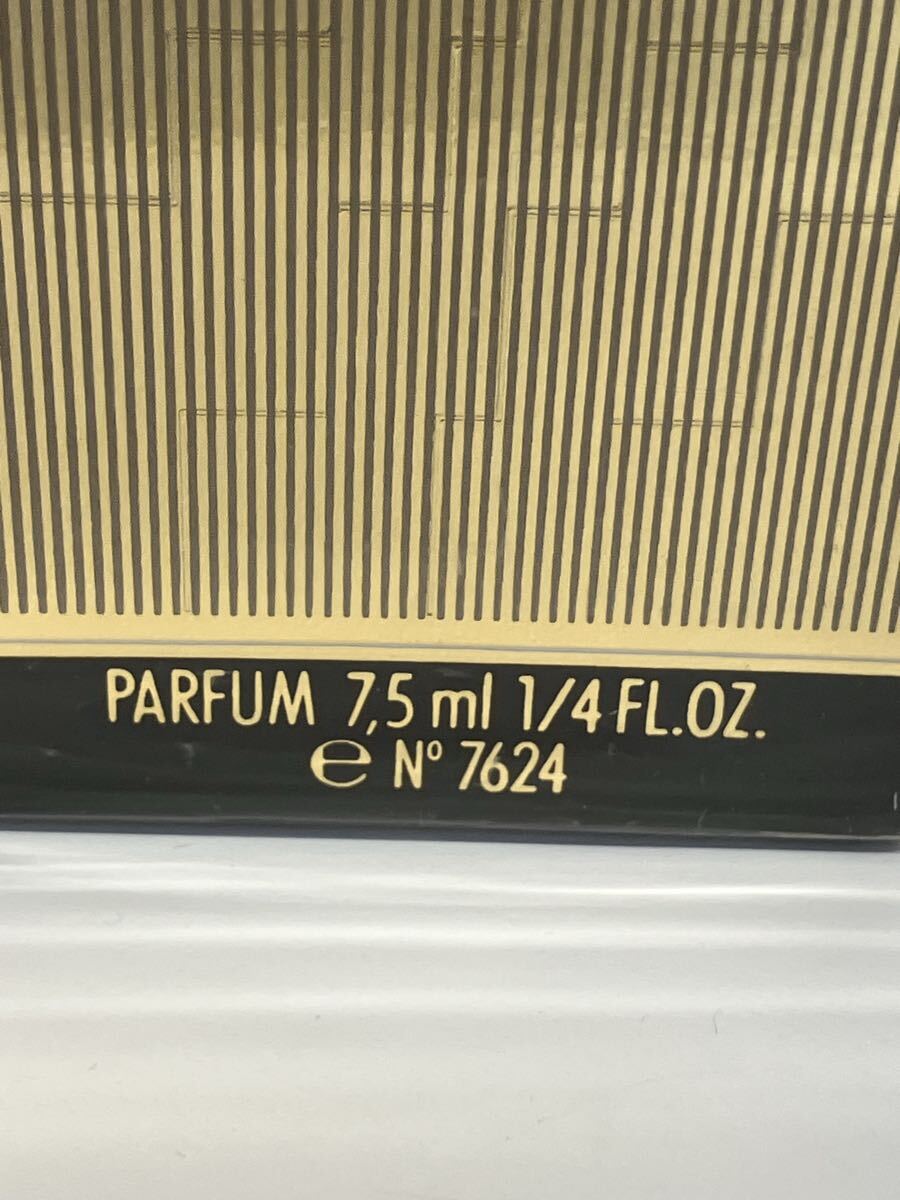 PARFUM 7,5 ml 1/4 FL.OZ.
℮ Nº 7624